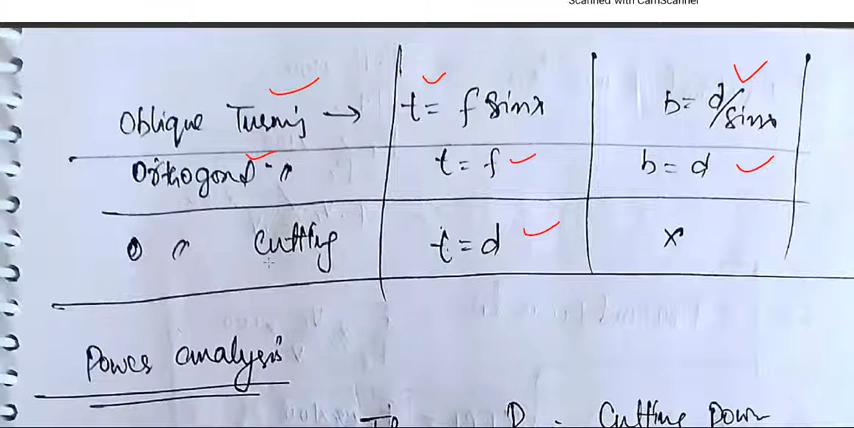 Scanned with CamScanner
Oblique Turning → t = f sinλ b = d/sinλ
Orthogonal - 〃 t = f b = d
〃 Cutting t = d x
Power analysis
P Cutting Power